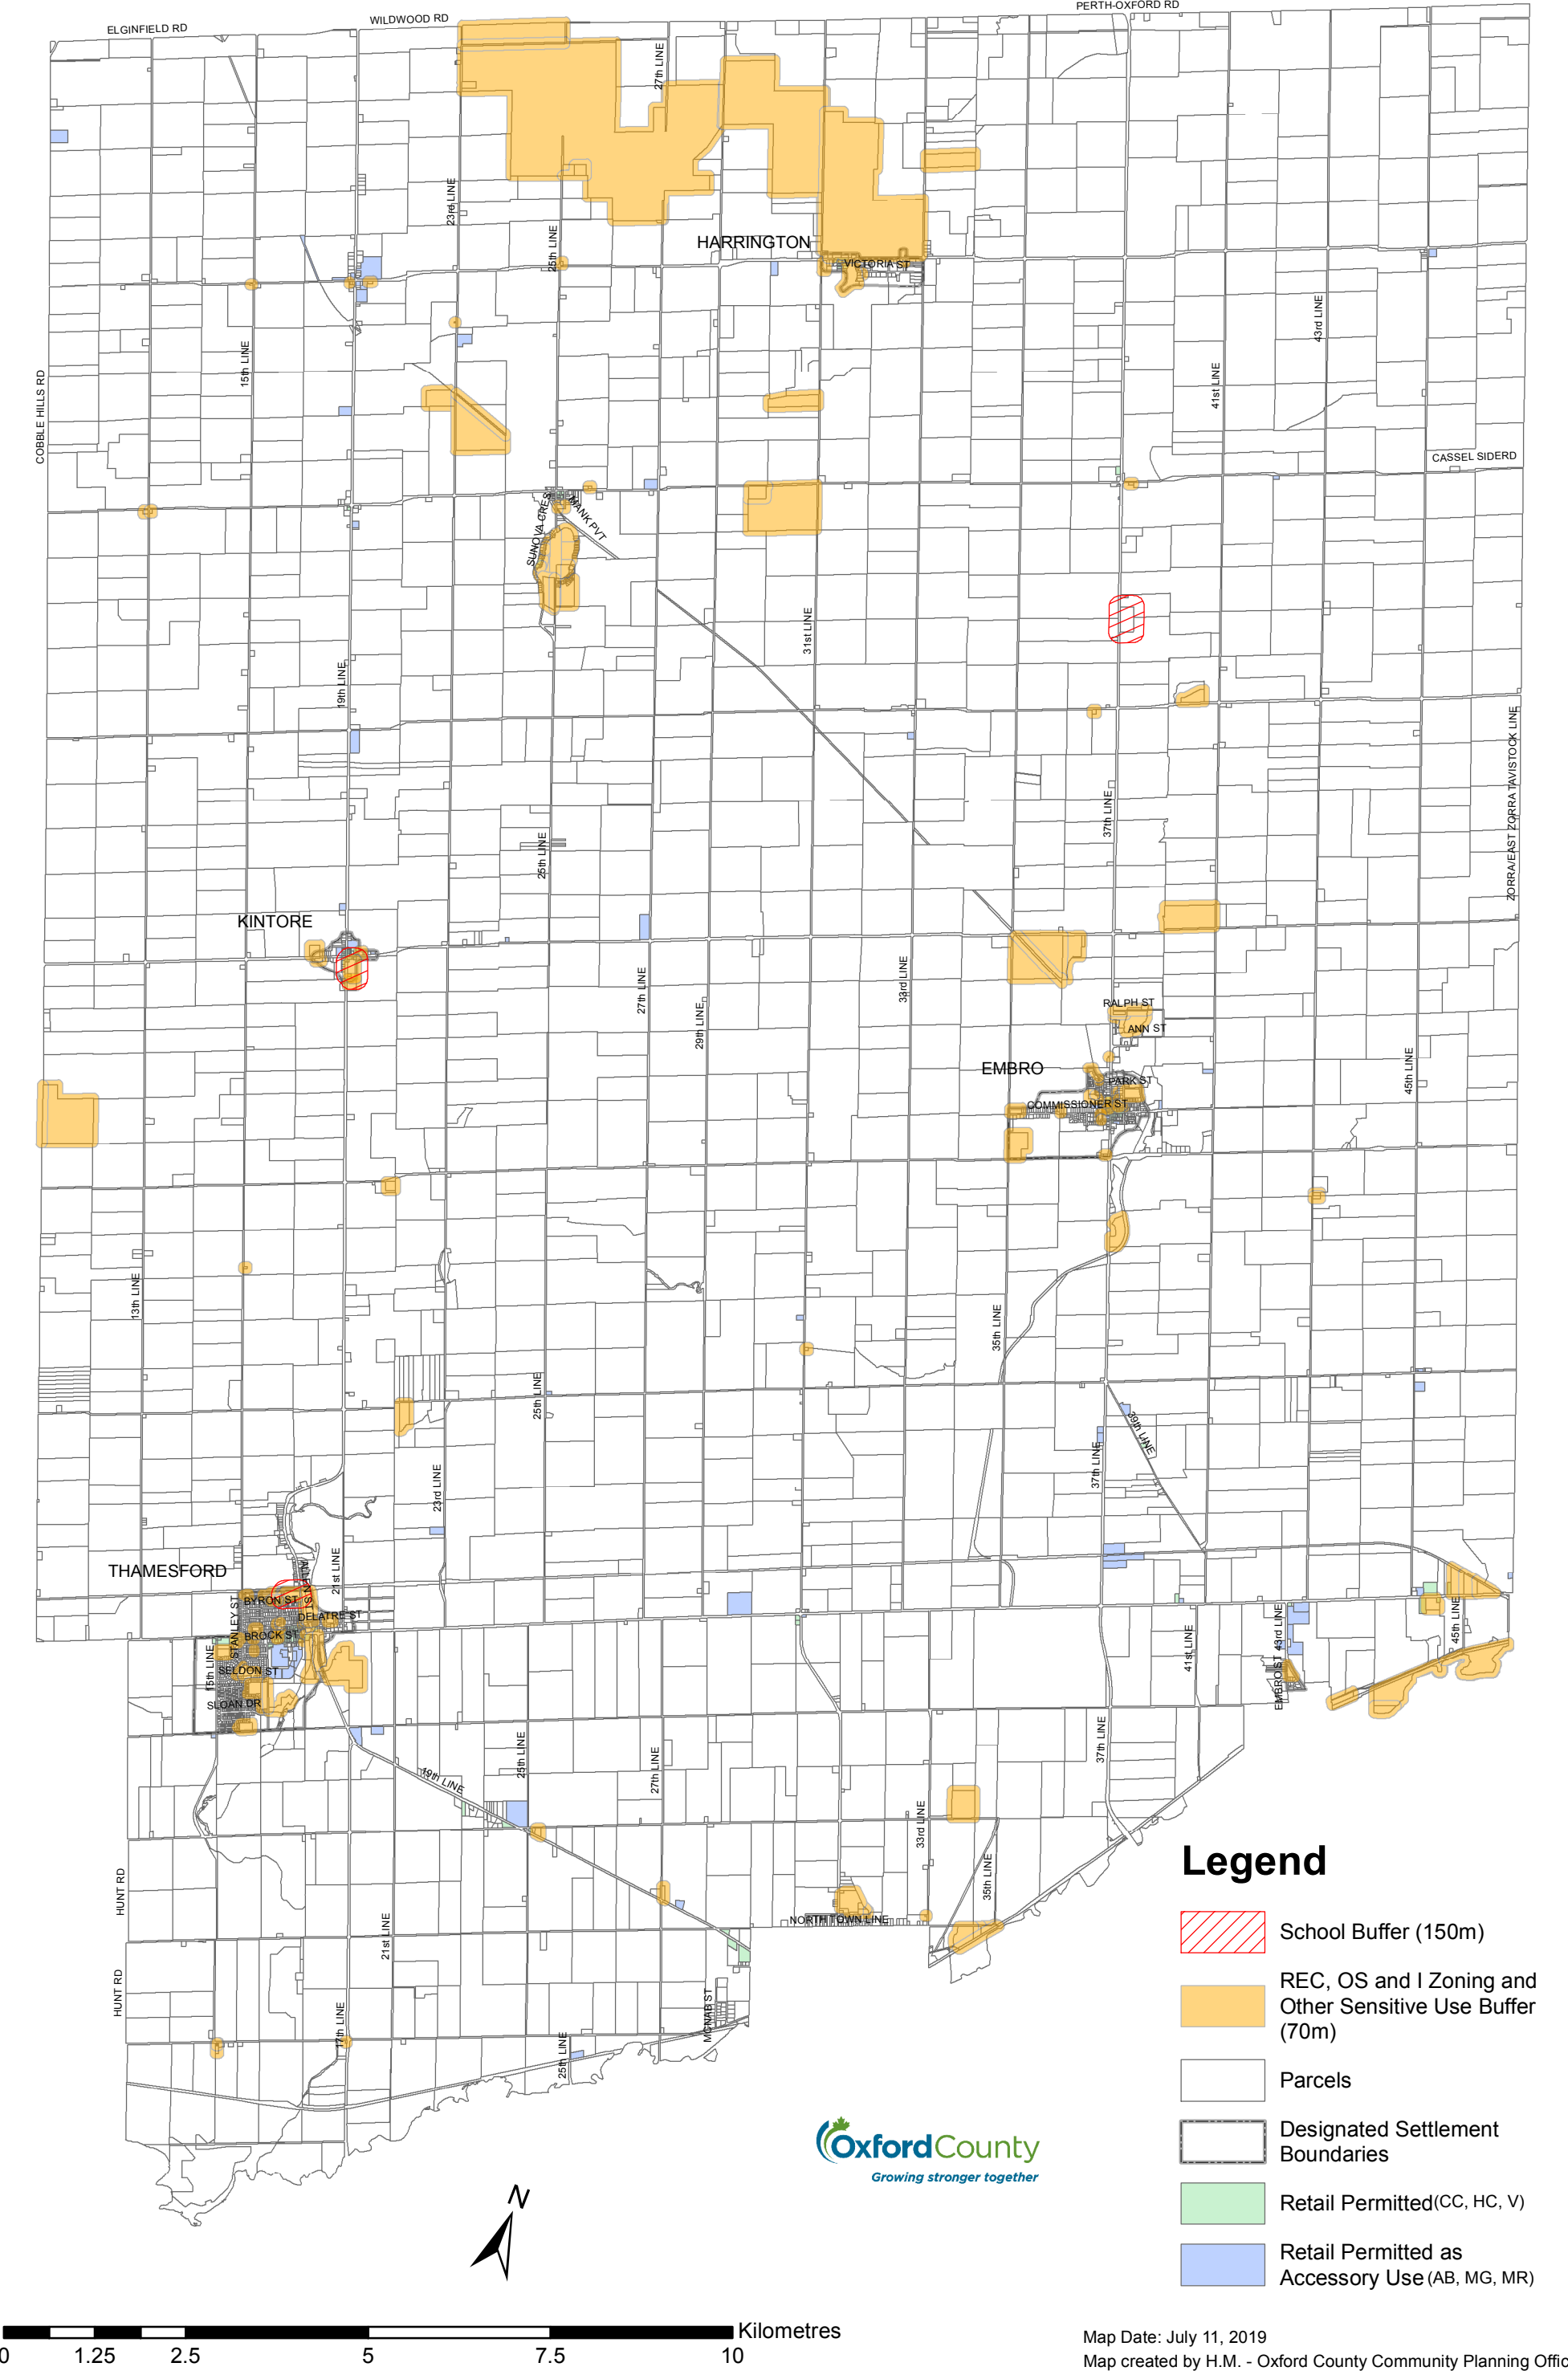 PERTH-OXFORD RD
WILDWOOD RD
ELGINFIELD RD
27th LINE
23rd LINE
25th LINE
HARRINGTON
VICTORIA ST
43rd LINE
15th LINE
41st LINE
COBBLE HILLS RD
CASSEL SIDERD
SUNOVA CRES
MANK PVT
31st LINE
19th LINE
ZORRA/EAST ZORRA TAVISTOCK LINE
37th LINE
25th LINE
KINTORE
33rd LINE
27th LINE
29th LINE
RALPH ST
ANN ST
EMBRO
PARK ST
COMMISSIONER ST
45th LINE
13th LINE
35th LINE
25th LINE
39th LINE
37th LINE
23rd LINE
THAMESFORD
21st LINE
BYRON ST
DELATRE ST
STANLEY ST
BROCK ST
15th LINE
SELDON ST
SLOAN DR
45th LINE
43rd LINE
41st LINE
EMBRO ST
37th LINE
25th LINE
27th LINE
19th LINE
33rd LINE
35th LINE
Legend
HUNT RD
NORTH TOWN LINE
School Buffer (150m)
21st LINE
HUNT RD
REC, OS and I Zoning and
Other Sensitive Use Buffer
(70m)
MCNAB ST
17th LINE
25th LINE
Parcels
Designated Settlement
Boundaries
OxfordCounty
Growing stronger together
Retail Permitted(CC, HC, V)
N
Retail Permitted as
Accessory Use (AB, MG, MR)
Kilometres
0 1.25 2.5 5 7.5 10
Map Date: July 11, 2019
Map created by H.M. - Oxford County Community Planning Offic